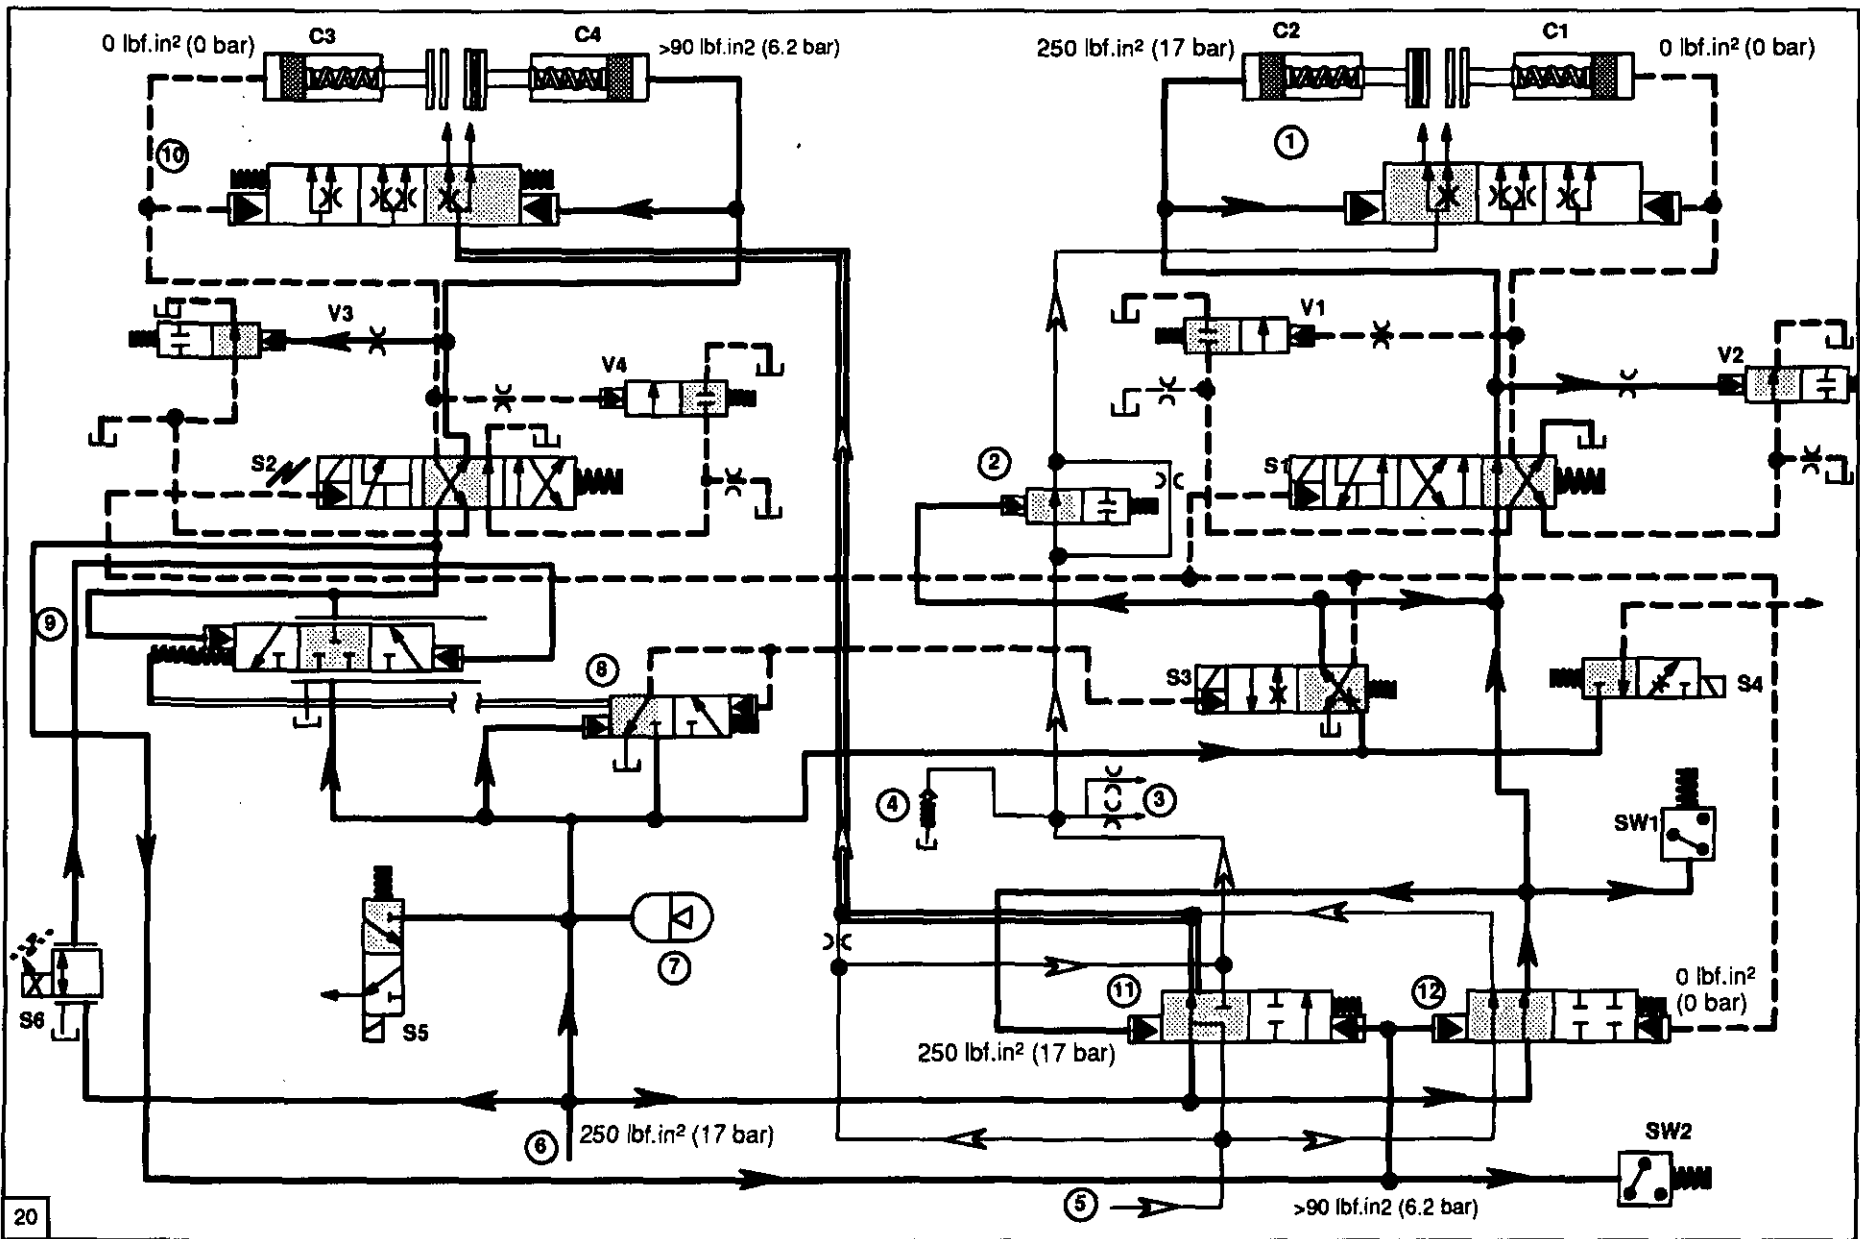 0 lbf.in² (0 bar)
C3
C4
>90 lbf.in2 (6.2 bar)
250 lbf.in² (17 bar)
C2
C1
0 lbf.in² (0 bar)
10
1
V3
V4
V1
V2
S2
2
S1
9
8
S3
S4
4
3
SW1
7
S6
S5
11
12
0 lbf.in²
(0 bar)
250 lbf.in² (17 bar)
6
250 lbf.in² (17 bar)
SW2
5
>90 lbf.in2 (6.2 bar)
20